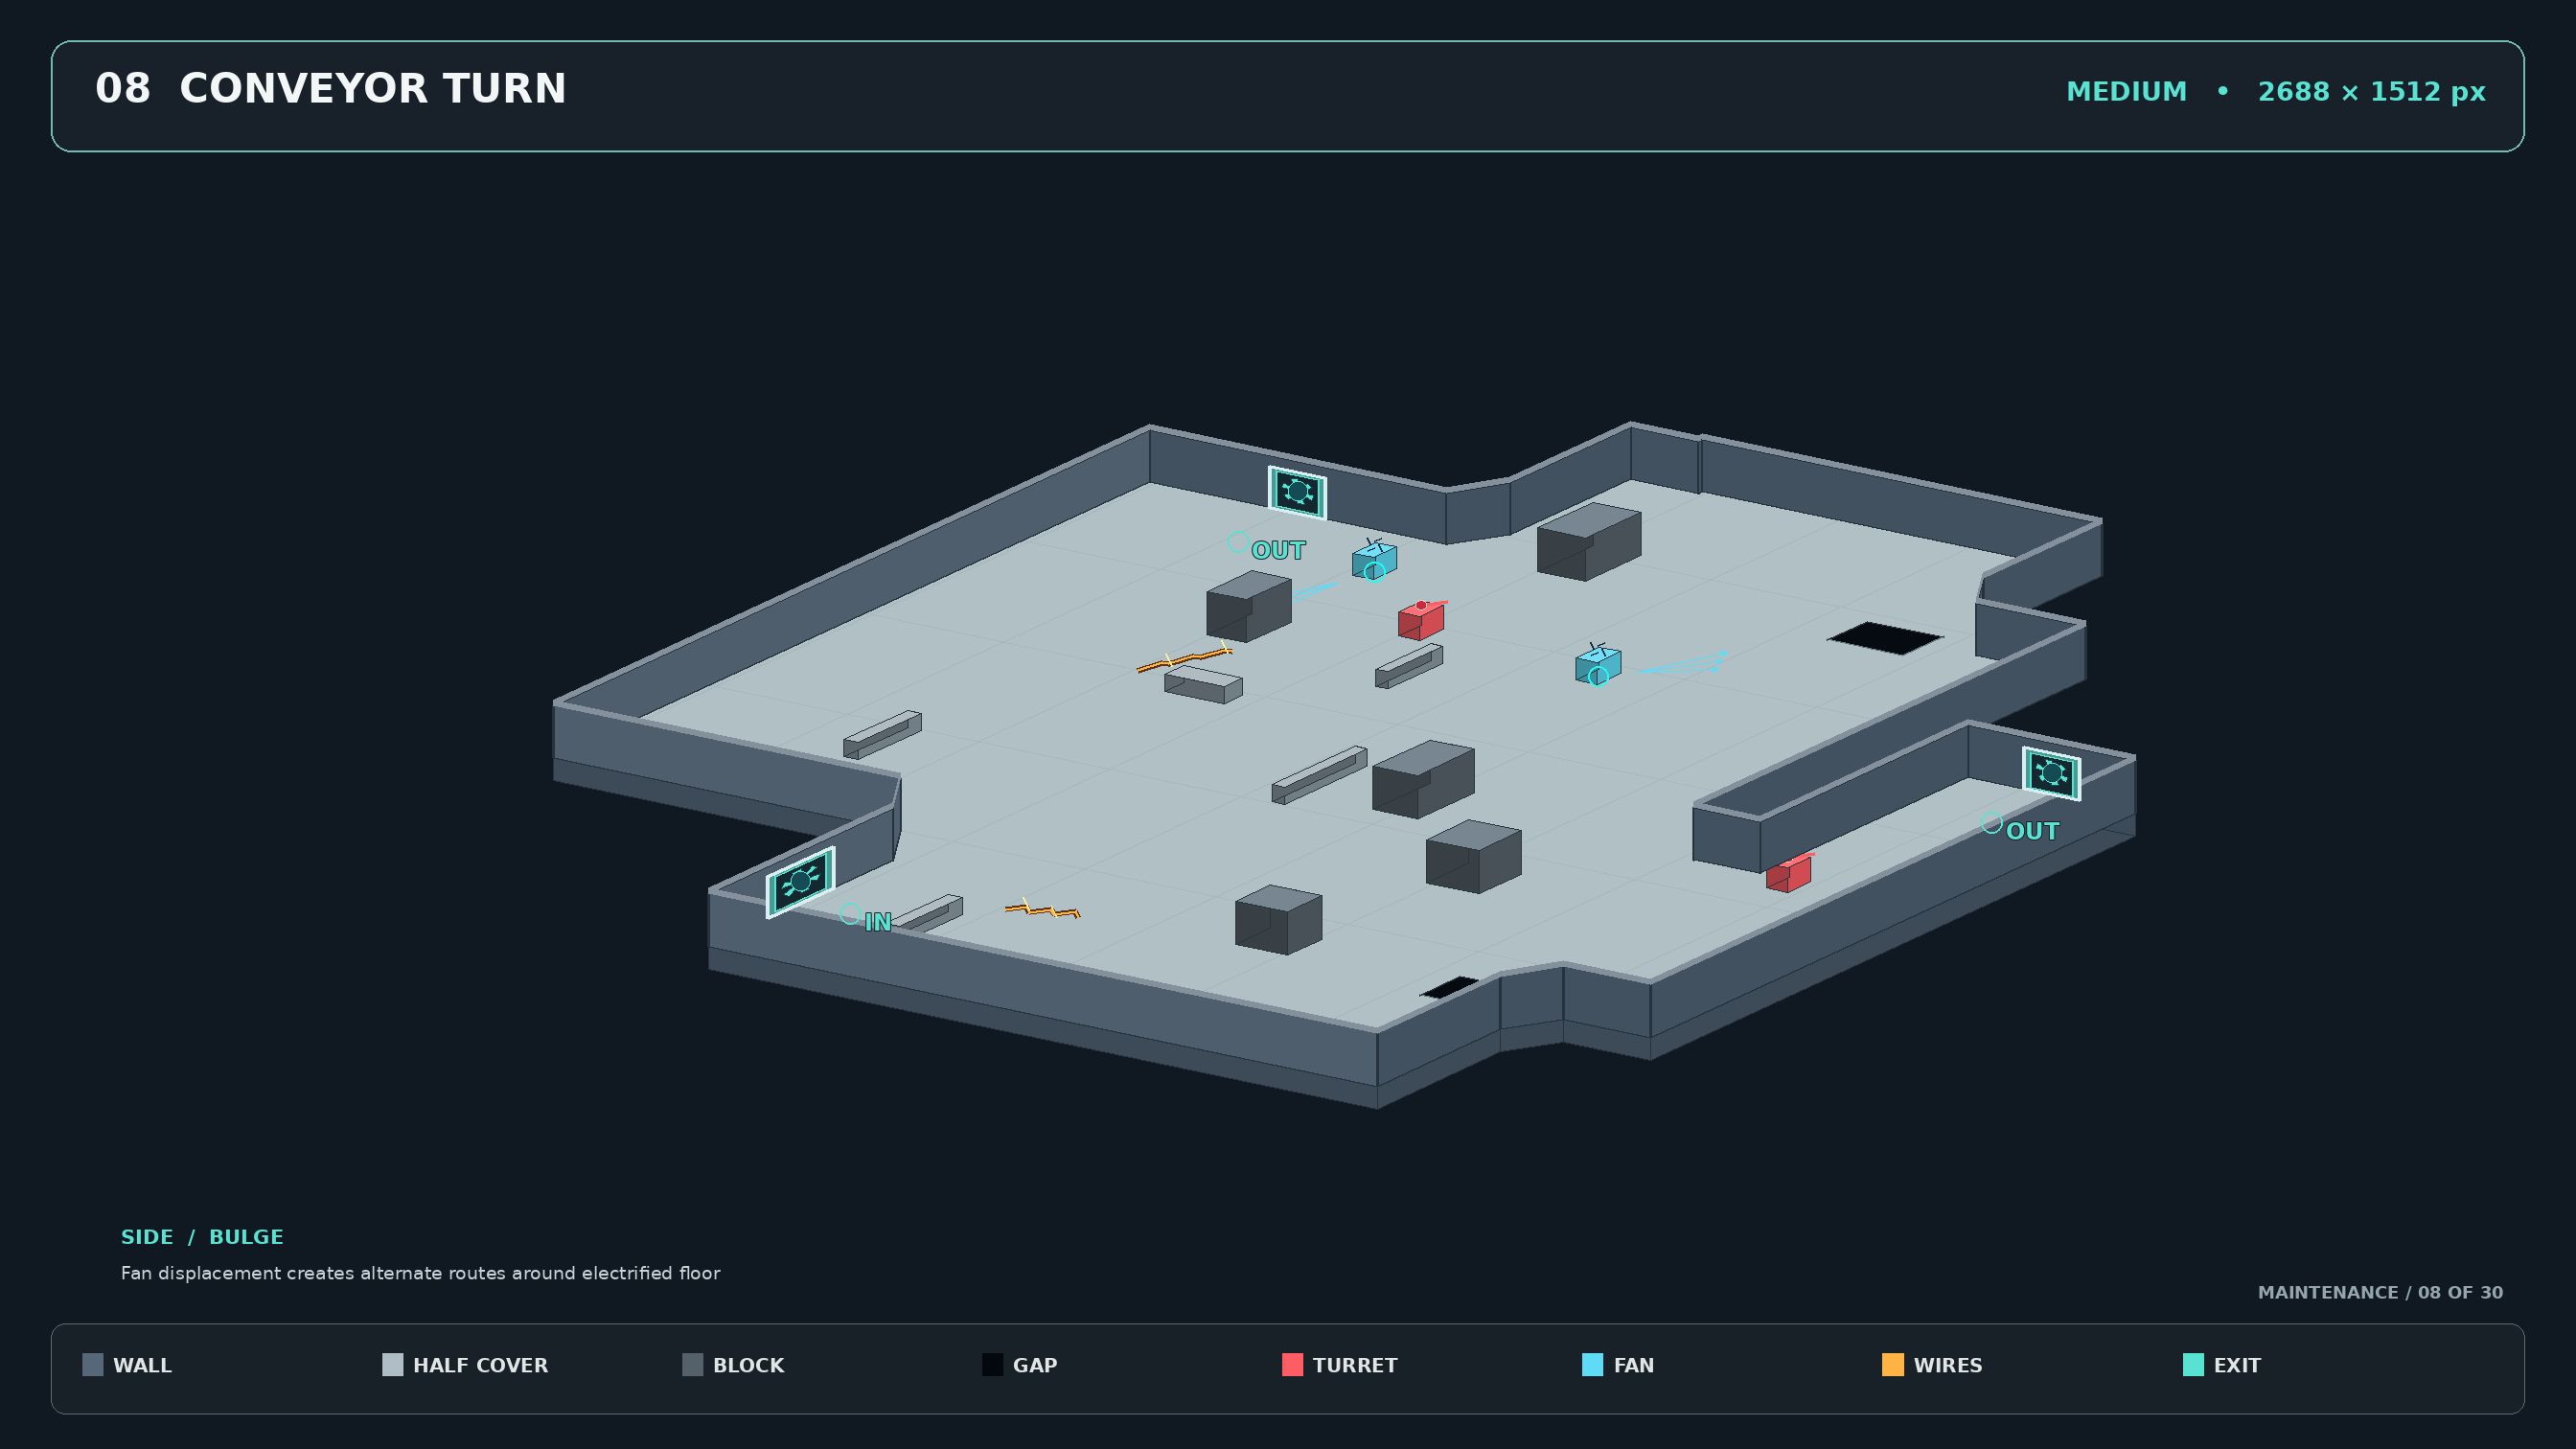 08 CONVEYOR TURN
MEDIUM • 2688 × 1512 px
OUT
OUT
IN
SIDE / BULGE
Fan displacement creates alternate routes around electrified floor
MAINTENANCE / 08 OF 30
WALL
HALF COVER
BLOCK
GAP
TURRET
FAN
WIRES
EXIT